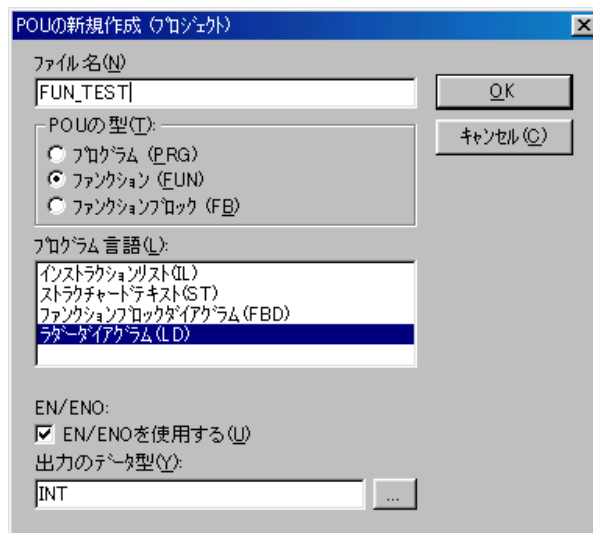 POUの新規作成 (プロジェクト)
ファイル名(N)
FUN_TEST
OK
キャンセル(C)
POUの型(T):
プログラム (PRG)
ファンクション (FUN)
ファンクションブロック (FB)
プログラム言語(L):
インストラクションリスト(IL)
ストラクチャードテキスト(ST)
ファンクションブロックダイアグラム(FBD)
ラダーダイアグラム(LD)
EN/ENO:
EN/ENOを使用する(U)
出力のデータ型(Y):
INT
...